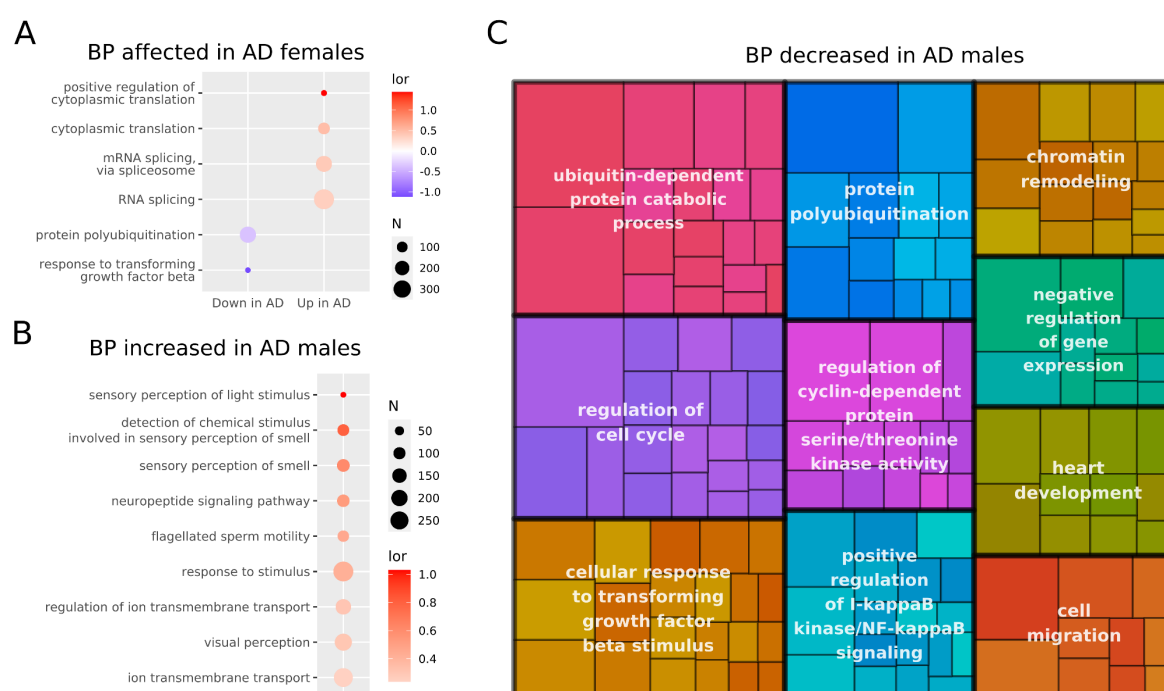 A
BP affected in AD females
positive regulation of
cytoplasmic translation
cytoplasmic translation
mRNA splicing,
via spliceosome
RNA splicing
protein polyubiquitination
response to transforming
growth factor beta
Down in AD
Up in AD
lor
1.0
0.5
0.0
-0.5
-1.0
N
100
200
300
B
BP increased in AD males
sensory perception of light stimulus
detection of chemical stimulus
involved in sensory perception of smell
sensory perception of smell
neuropeptide signaling pathway
flagellated sperm motility
response to stimulus
regulation of ion transmembrane transport
visual perception
ion transmembrane transport
N
50
100
150
200
250
lor
1.0
0.8
0.6
0.4
C
BP decreased in AD males
ubiquitin-dependent
protein catabolic
process
protein
polyubiquitination
chromatin
remodeling
regulation of
cell cycle
regulation of
cyclin-dependent
protein
serine/threonine
kinase activity
negative
regulation
of gene
expression
heart
development
cellular response
to transforming
growth factor
beta stimulus
positive
regulation
of I-kappaB
kinase/NF-kappaB
signaling
cell
migration